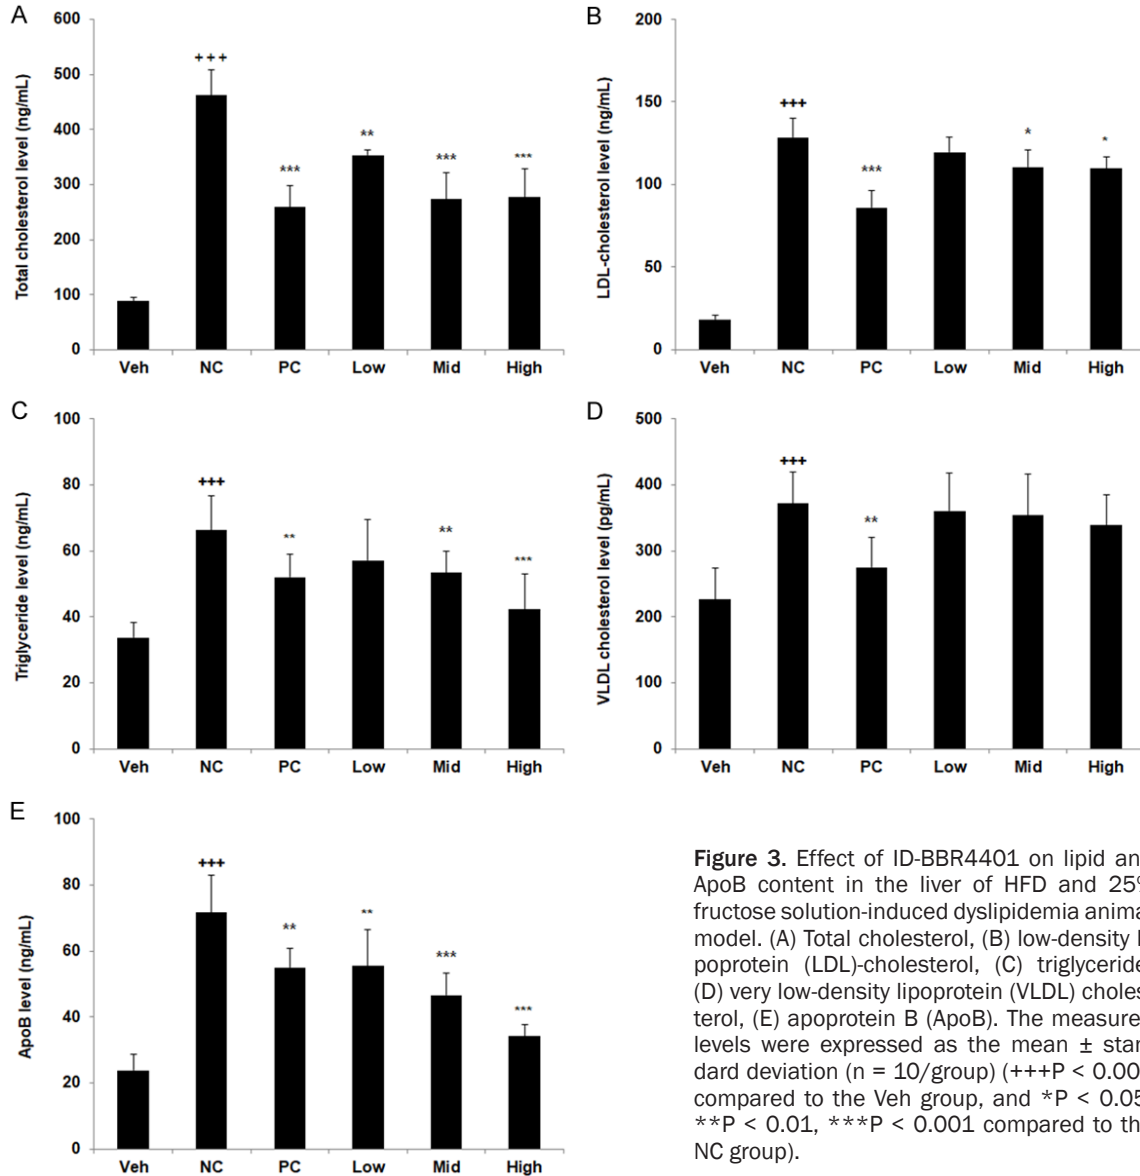 A
Total cholesterol level (ng/mL)
600
500
400
300
200
100
0
+++
***
**
***
***
Veh NC PC Low Mid High
B
LDL-cholesterol level (ng/mL)
200
150
100
50
0
+++
***
*
*
Veh NC PC Low Mid High
C
Triglyceride level (ng/mL)
100
80
60
40
20
0
+++
**
**
***
Veh NC PC Low Mid High
D
VLDL cholesterol level (pg/mL)
500
400
300
200
100
0
+++
**
Veh NC PC Low Mid High
E
ApoB level (ng/mL)
100
80
60
40
20
0
+++
**
**
***
***
Veh NC PC Low Mid High
Figure 3. Effect of ID-BBR4401 on lipid an
ApoB content in the liver of HFD and 25%
fructose solution-induced dyslipidemia anima
model. (A) Total cholesterol, (B) low-density l
poprotein (LDL)-cholesterol, (C) triglyceride
(D) very low-density lipoprotein (VLDL) choles
terol, (E) apoprotein B (ApoB). The measure
levels were expressed as the mean ± stan
dard deviation (n = 10/group) (+++P < 0.00
compared to the Veh group, and *P < 0.05
**P < 0.01, ***P < 0.001 compared to th
NC group).